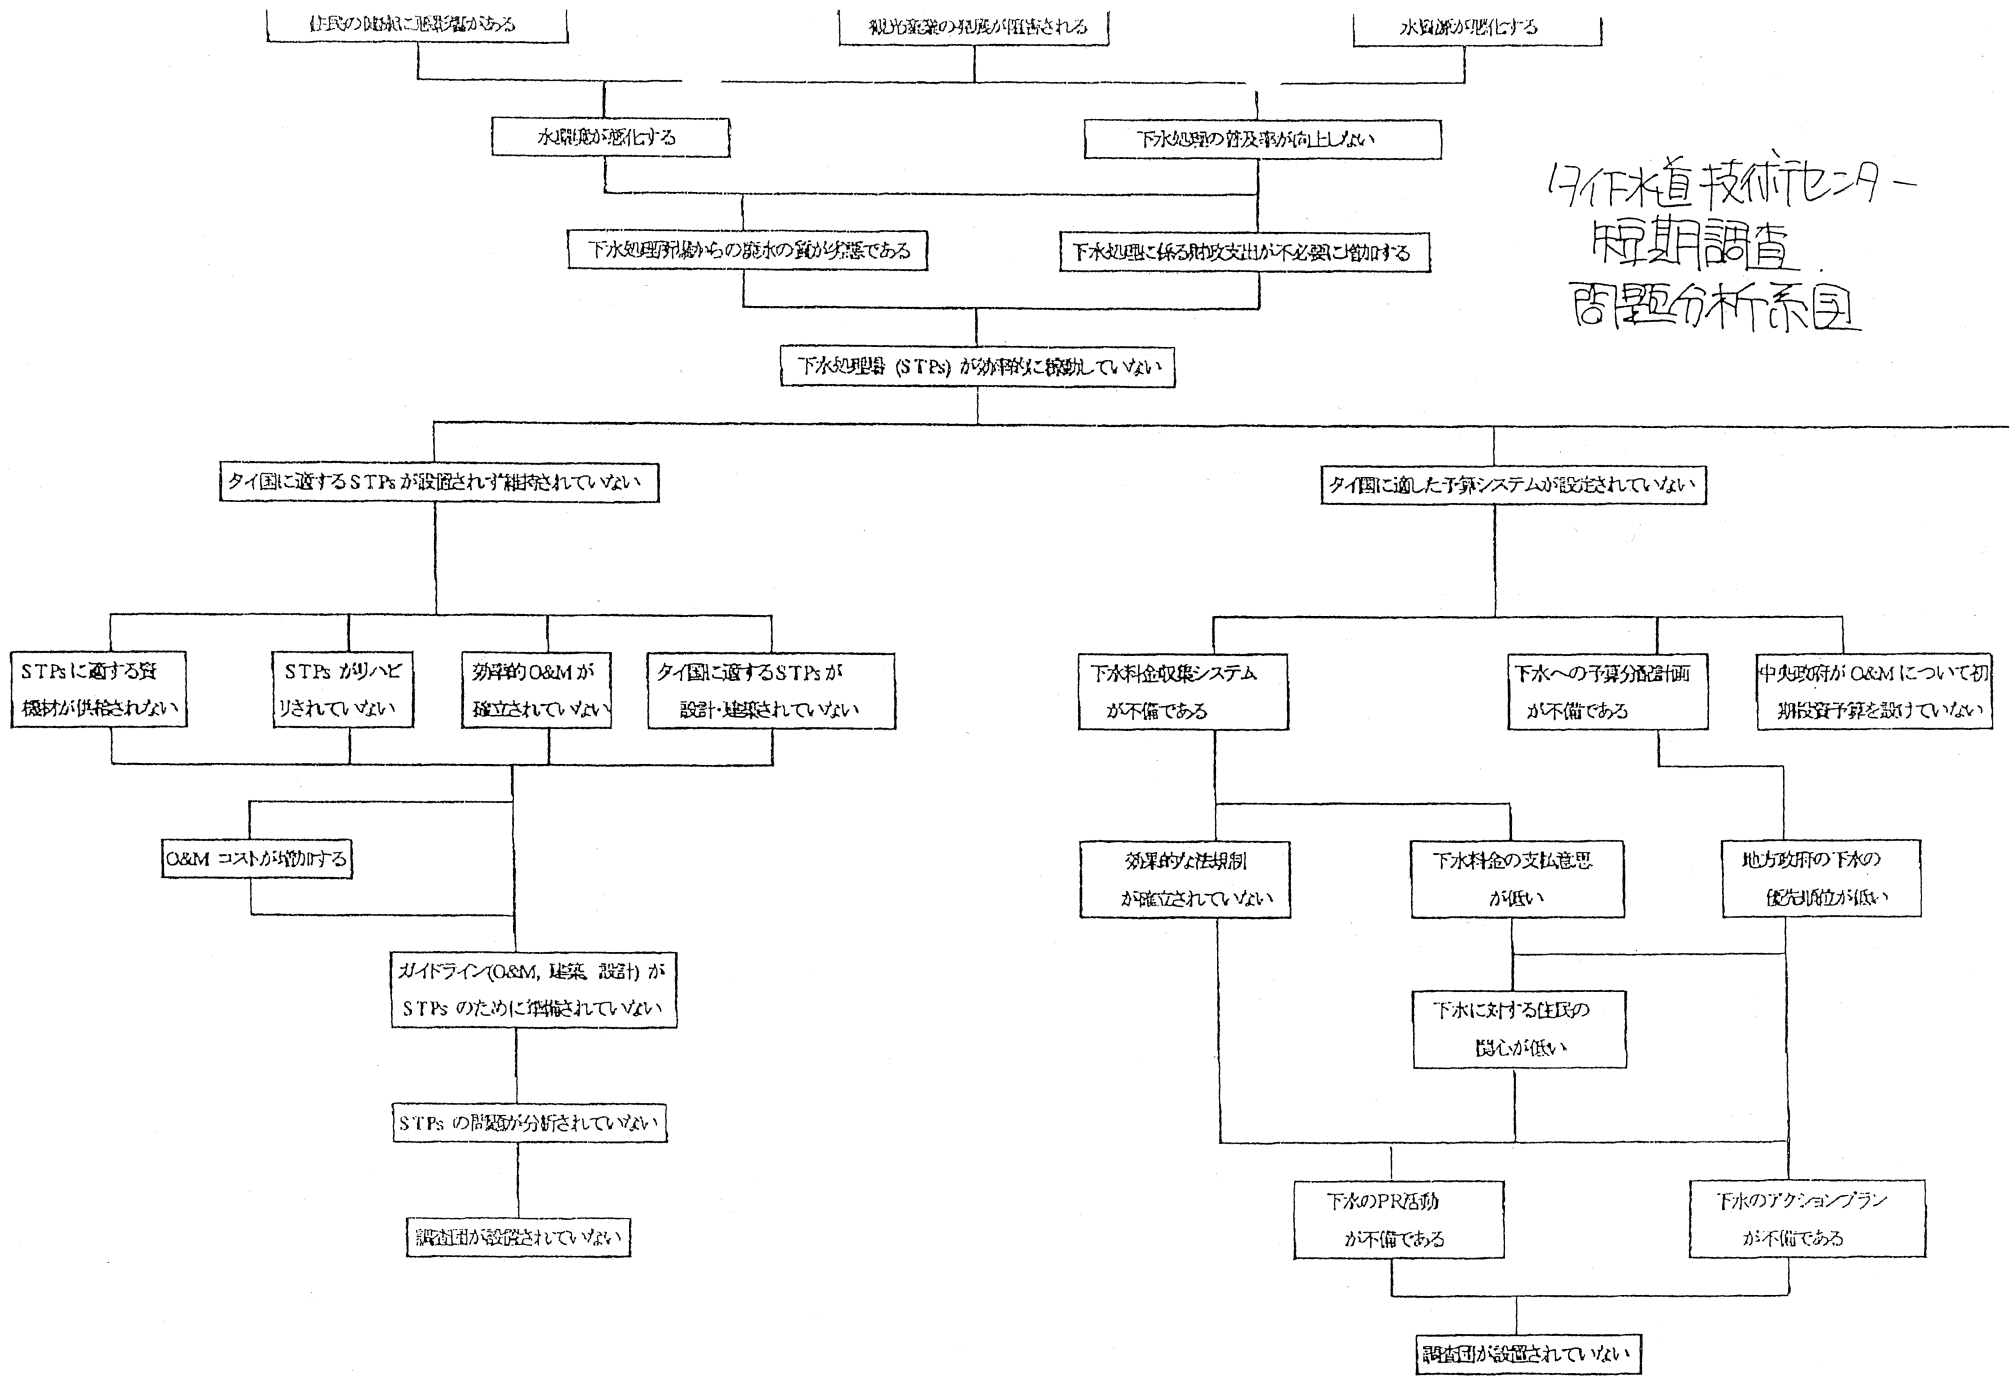 住民の健康に悪影響がある
観光産業の発展が阻害される
水資源が悪化する
水環境が悪化する
下水処理の普及率が向上しない
タイ下水道技術センター
短期調査
問題分析系図
下水処理場からの放水の質が劣悪である
下水処理に係る財政支出が不必要に増加する
下水処理場 (STPs) が効率的に稼動していない
タイ国に適するSTPsが設置されず維持されていない
タイ国に適した予算システムが設定されていない
STPsに適する資
機材が供給されない
STPs がリハビ
リされていない
効率的O&Mが
確立されていない
タイ国に適するSTPsが
設計・建築されていない
下水料金収集システム
が不備である
下水への予算分配計画
が不備である
中央政府がO&Mについて初
期投資予算を設けていない
O&M コストが増加する
効果的な法規制
が確立されていない
下水料金の支払意思
が低い
地方政府の下水の
優先順位が低い
ガイドライン(O&M, 建築、設計) が
STPs のために準備されていない
下水に対する住民の
関心が低い
STPs の問題が分析されていない
下水のPR活動
が不備である
下水のアクションプラン
が不備である
調査団が設置されていない
調査団が設置されていない